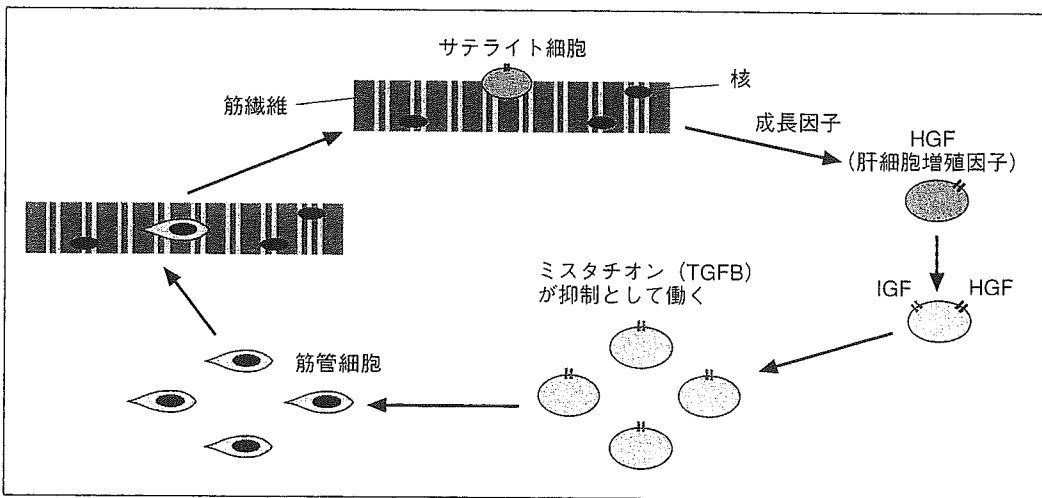 サテライト細胞
筋繊維
核
成長因子
HGF
(肝細胞増殖因子)
ミスタチオン (TGFB)
が抑制として働く
IGF
HGF
筋管細胞